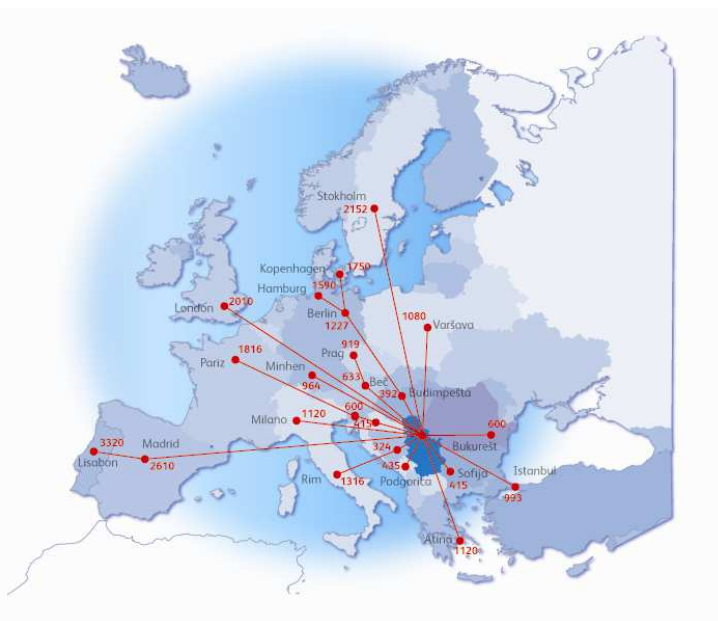 Stokholm
2152
Kopenhagen
1750
Hamburg
1590
London
2010
Berlin
1227
1080
Varšava
919
Prag
1816
Pariz
Minhen
964
633
Beč
392
Budimpešta
Milano
1120
600
415
600
Bukurešt
3320
Lisabon
Madrid
2610
324
435
Podgorica
Rim
1316
Sofija
415
Istanbul
993
Atina
1120